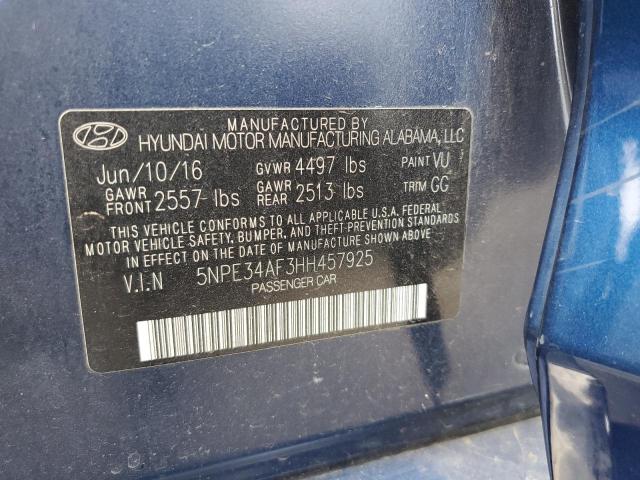 MANUFACTURED BY
HYUNDAI MOTOR MANUFACTURING ALABAMA, LLC
Jun/10/16 GVWR 4497 lbs PAINT VU
GAWR FRONT 2557 lbs GAWR REAR 2513 lbs TRIM GG
THIS VEHICLE CONFORMS TO ALL APPLICABLE U.S.A. FEDERAL
MOTOR VEHICLE SAFETY, BUMPER, AND THEFT PREVENTION STANDARDS
IN EFFECT ON THE DATE OF MANUFACTURE SHOWN ABOVE.
V.I.N 5NPE34AF3HH457925
PASSENGER CAR